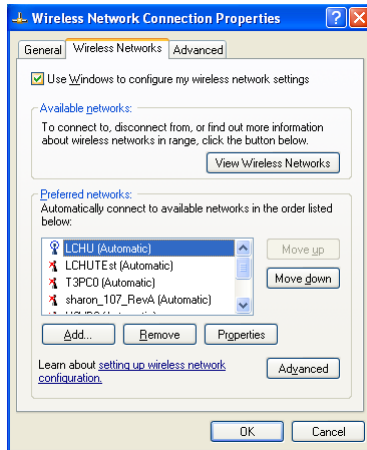 Wireless Network Connection Properties
General Wireless Networks Advanced
Use Windows to configure my wireless network settings
Available networks:
To connect to, disconnect from, or find out more information
about wireless networks in range, click the button below.
View Wireless Networks
Preferred networks:
Automatically connect to available networks in the order listed
below:
LCHU (Automatic)
Move up
LCHUTEst (Automatic)
T3PC0 (Automatic)
Move down
sharon_107_RevA (Automatic)
Add... Remove Properties
Learn about setting up wireless network
configuration.
Advanced
OK Cancel